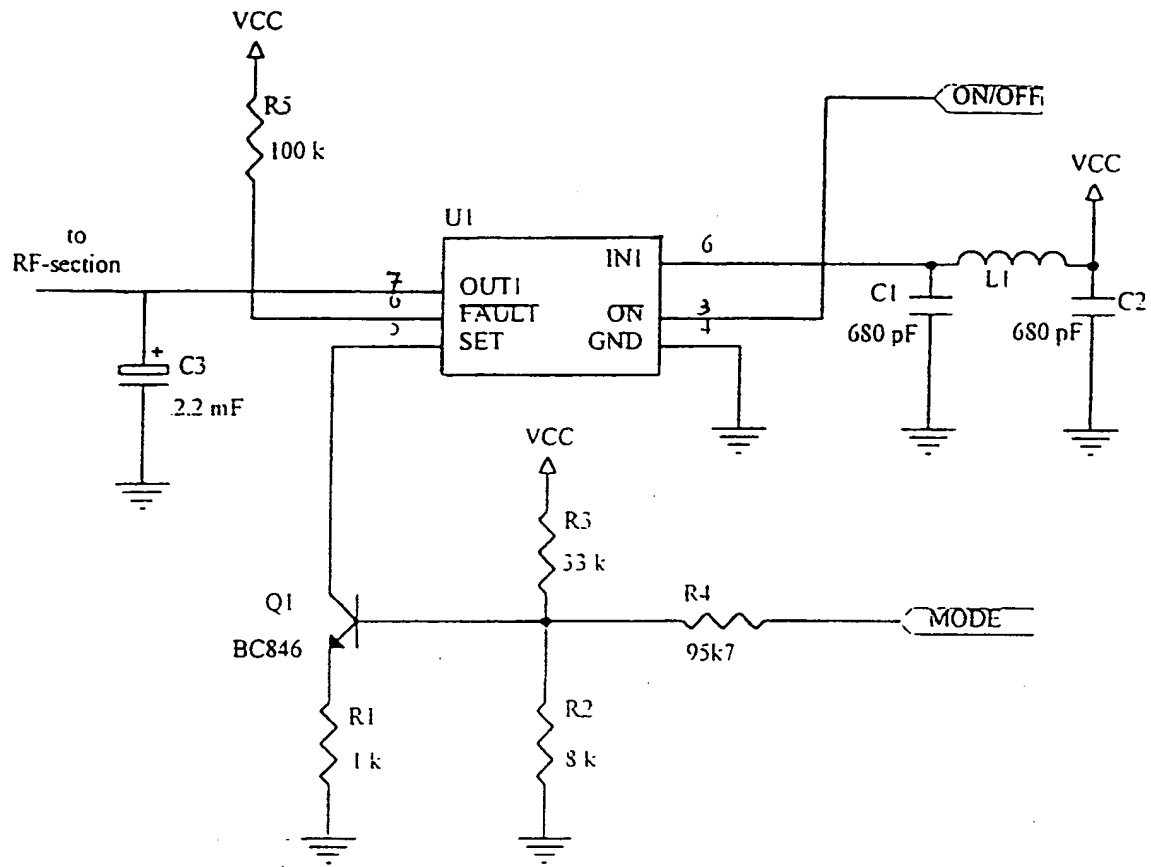 VCC
R5
100 k
ON/OFF
VCC
U1
to
RF-section
IN1
6
OUT1
7
FAULT
6
SET
ON
3
GND
L1
C1
680 pF
C2
680 pF
+
C3
2.2 mF
VCC
R3
33 k
Q1
BC846
R4
95k7
MODE
R1
1 k
R2
8 k